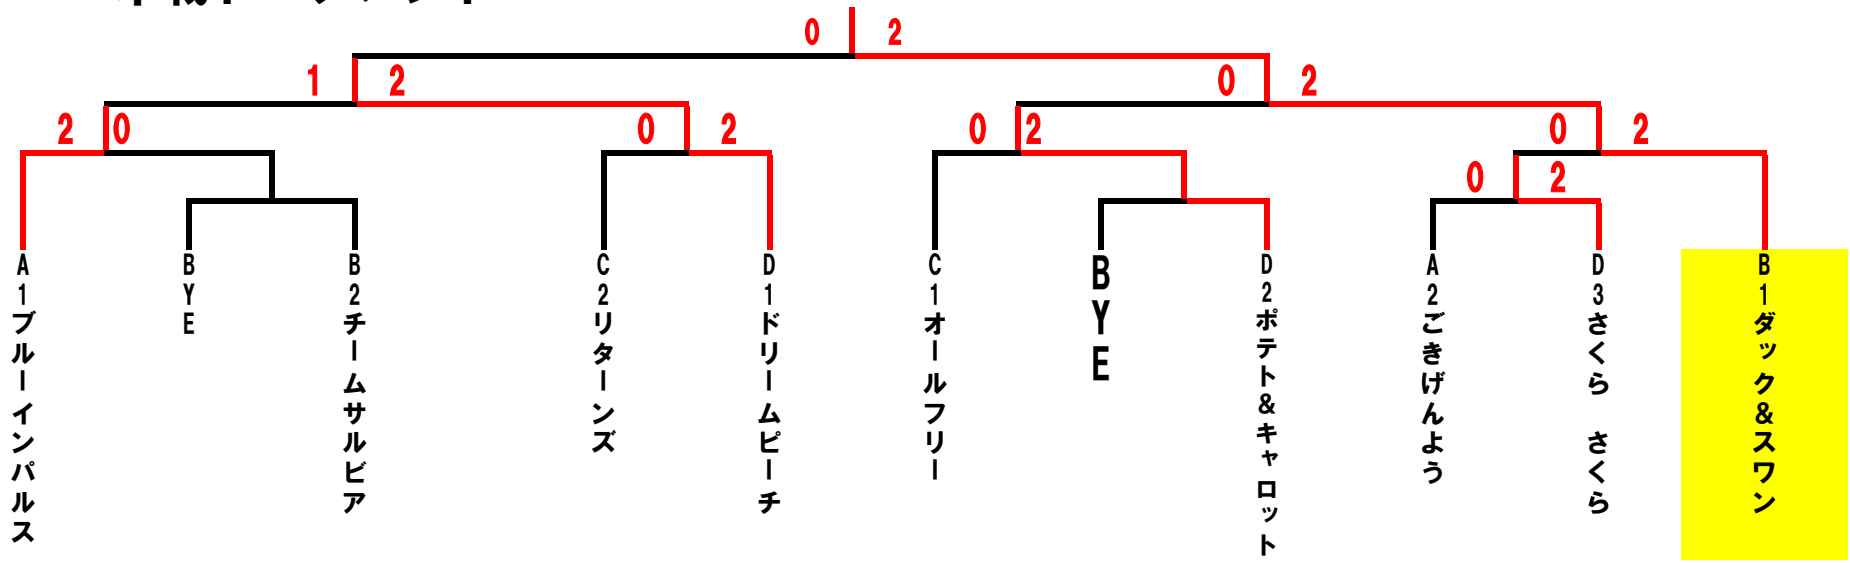 0 2
1 2
0 2
2 0
0 2
0 2
0 2
0 2
A1ブルーインパルス
BYE
B2チームサルビア
C2リターンズ
D1ドリームピーチ
C1オールフリー
BYE
D2ポテト&キャロット
A2ごきげんよう
D3さくら さくら
B1ダック&スワン